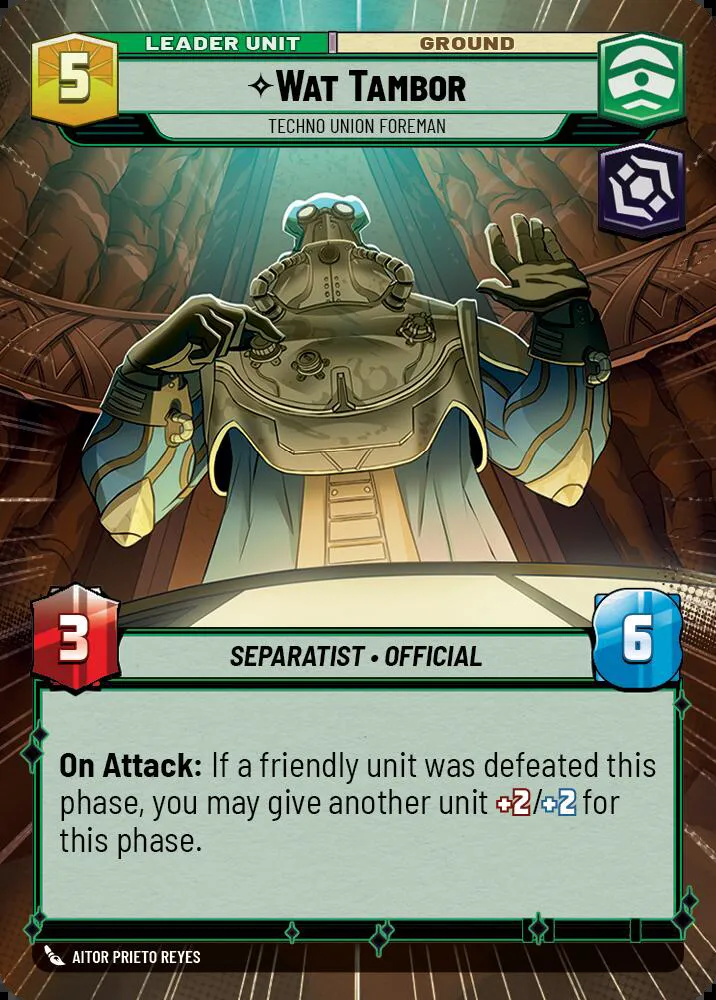 LEADER UNIT
GROUND
5
✧WAT TAMBOR
TECHNO UNION FOREMAN
3
SEPARATIST • OFFICIAL
6
On Attack: If a friendly unit was defeated this
phase, you may give another unit +2/+2 for
this phase.
AITOR PRIETO REYES